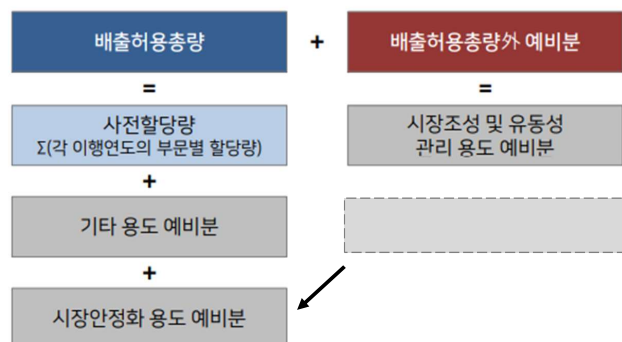 배출허용총량
+
배출허용총량外 예비분
=
=
사전할당량
Σ(각 이행연도의 부문별 할당량)
시장조성 및 유동성
관리 용도 예비분
+
기타 용도 예비분
+
시장안정화 용도 예비분